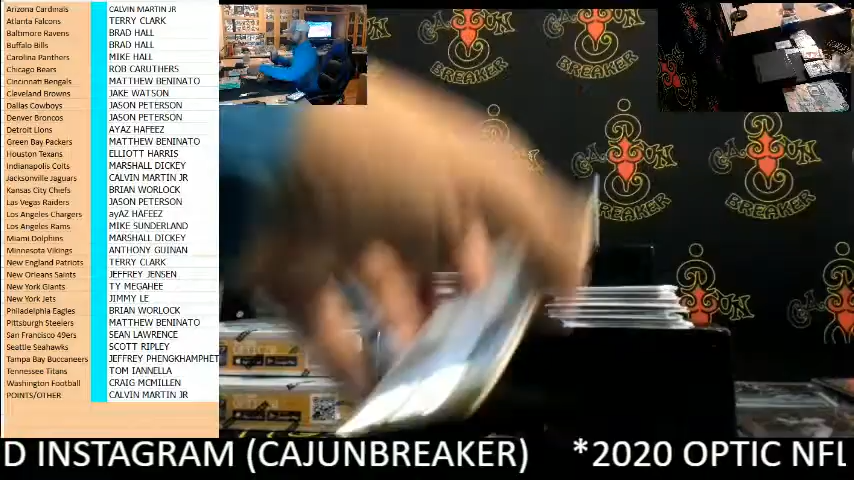 Arizona Cardinals CALVIN MARTIN JR
Atlanta Falcons TERRY CLARK
Baltimore Ravens BRAD HALL
Buffalo Bills BRAD HALL
Carolina Panthers MIKE HALL
Chicago Bears ROB CARUTHERS
Cincinnati Bengals MATTHEW BENINATO
Cleveland Browns JAKE WATSON
Dallas Cowboys JASON PETERSON
Denver Broncos JASON PETERSON
Detroit Lions AYAZ HAFEEZ
Green Bay Packers MATTHEW BENINATO
Houston Texans ELLIOTT HARRIS
Indianapolis Colts MARSHALL DICKEY
Jacksonville Jaguars CALVIN MARTIN JR
Kansas City Chiefs BRIAN WORLOCK
Las Vegas Raiders JASON PETERSON
Los Angeles Chargers ayAZ HAFEEZ
Los Angeles Rams MIKE SUNDERLAND
Miami Dolphins MARSHALL DICKEY
Minnesota Vikings ANTHONY GUINAN
New England Patriots TERRY CLARK
New Orleans Saints JEFFREY JENSEN
New York Giants TY MEGAHEE
New York Jets JIMMY LE
Philadelphia Eagles BRIAN WORLOCK
Pittsburgh Steelers MATTHEW BENINATO
San Francisco 49ers SEAN LAWRENCE
Seattle Seahawks SCOTT RIPLEY
Tampa Bay Buccaneers JEFFREY PHENGKHAMPHET
Tennessee Titans TOM IANNELLA
Washington Football CRAIG MCMILLEN
POINTS/OTHER CALVIN MARTIN JR
BREAKER
BREAKER
BREAKER
BREAKER
D INSTAGRAM (CAJUNBREAKER) *2020 OPTIC NFL